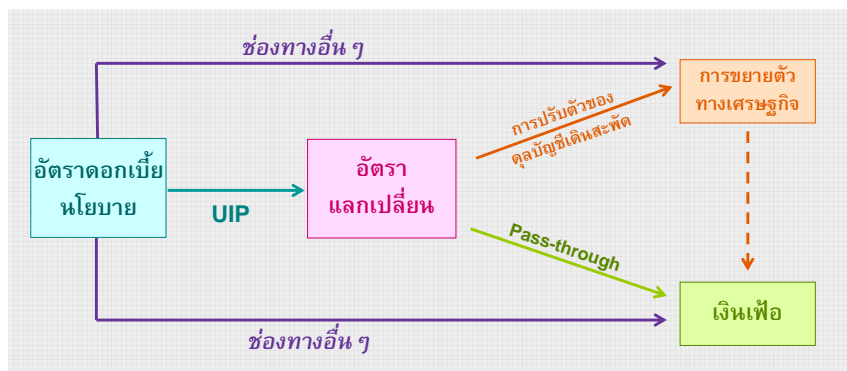 ช่องทางอื่น ๆ
การขยายตัว
ทางเศรษฐกิจ
การปรับตัวของ
ดุลบัญชีเดินสะพัด
อัตราดอกเบี้ย
นโยบาย
UIP
อัตรา
แลกเปลี่ยน
Pass-through
เงินเฟ้อ
ช่องทางอื่น ๆ